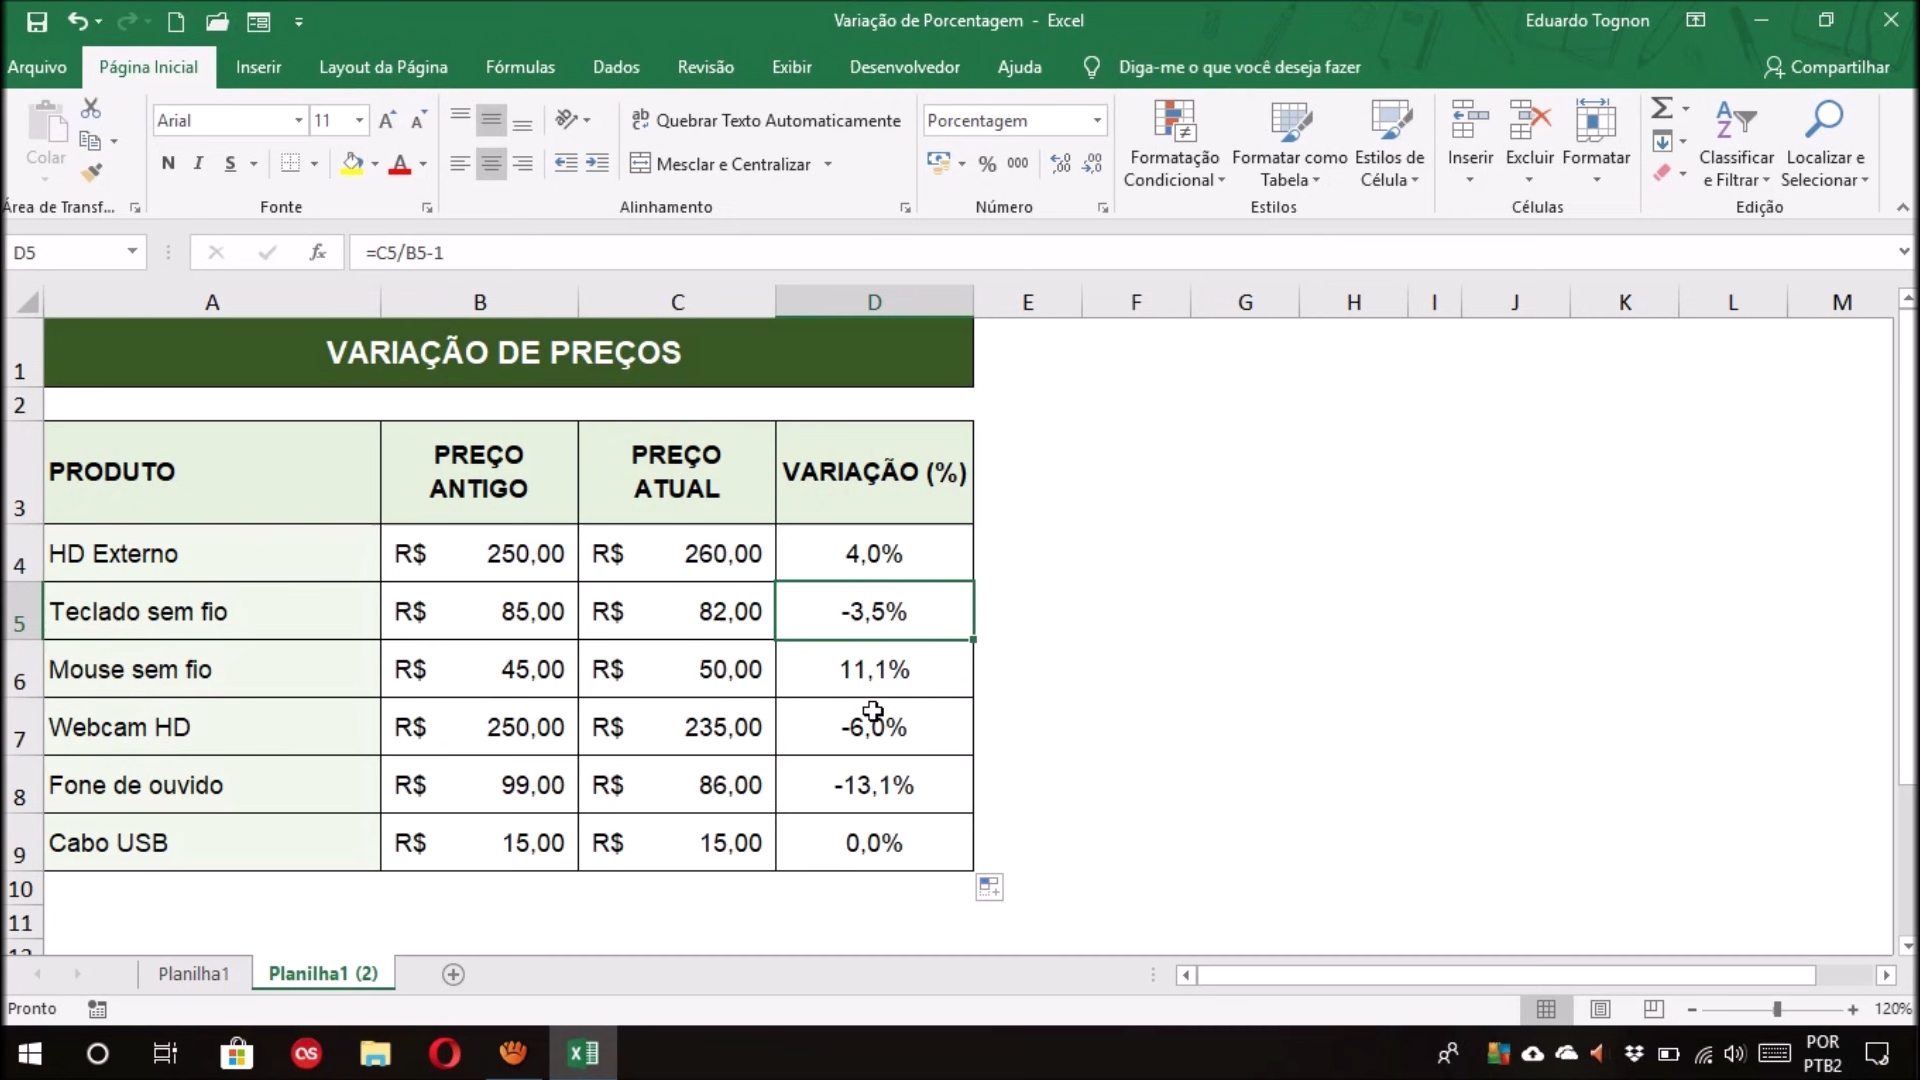 Variação de Porcentagem - Excel
Eduardo Tognon
Arquivo Página Inicial Inserir Layout da Página Fórmulas Dados Revisão Exibir Desenvolvedor Ajuda Diga-me o que você deseja fazer Compartilhar
Colar
Área de Transf...
Arial 11
N I S
Fonte
Quebrar Texto Automaticamente
Mesclar e Centralizar
Alinhamento
Porcentagem
% 000
Número
Formatação Condicional
Formatar como Tabela
Estilos de Célula
Estilos
Inserir Excluir Formatar
Células
Classificar e Filtrar
Localizar e Selecionar
Edição
D5 fx =C5/B5-1
A B C D E F G H I J K L M
1 VARIAÇÃO DE PREÇOS
2
3 PRODUTO PREÇO ANTIGO PREÇO ATUAL VARIAÇÃO (%)
4 HD Externo R$ 250,00 R$ 260,00 4,0%
5 Teclado sem fio R$ 85,00 R$ 82,00 -3,5%
6 Mouse sem fio R$ 45,00 R$ 50,00 11,1%
7 Webcam HD R$ 250,00 R$ 235,00 -6,0%
8 Fone de ouvido R$ 99,00 R$ 86,00 -13,1%
9 Cabo USB R$ 15,00 R$ 15,00 0,0%
10
11
Planilha1 Planilha1 (2)
Pronto 120%
POR
PTB2